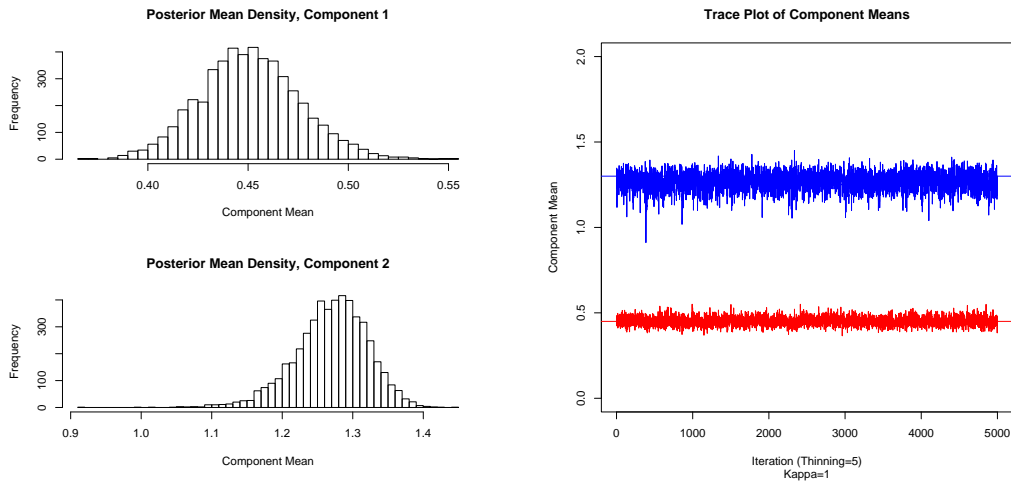 Posterior Mean Density, Component 1
Frequency
0 100 300
0.40 0.45 0.50 0.55
Component Mean
Posterior Mean Density, Component 2
Frequency
0 100 300
0.9 1.0 1.1 1.2 1.3 1.4
Component Mean
Trace Plot of Component Means
Component Mean
0.0 0.5 1.0 1.5 2.0
0 1000 2000 3000 4000 5000
Iteration (Thinning=5)
Kappa=1